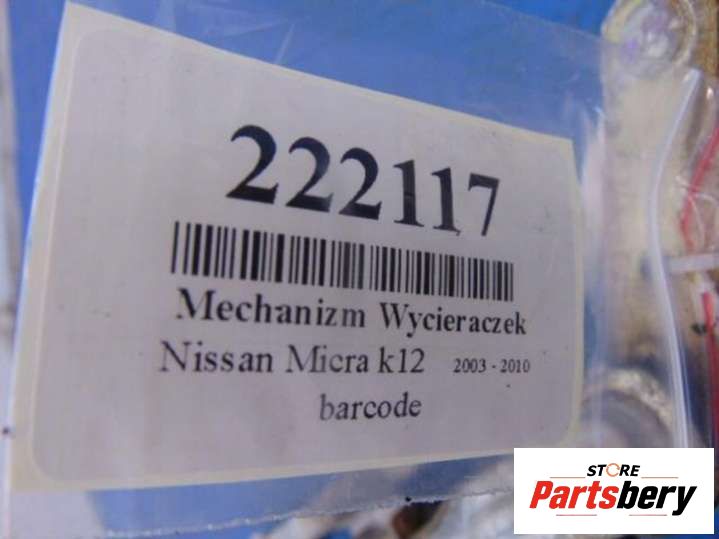 222117
Mechanizm Wycieraczek
Nissan Micra k12 2003 - 2010
barcode
STORE
Partsbery